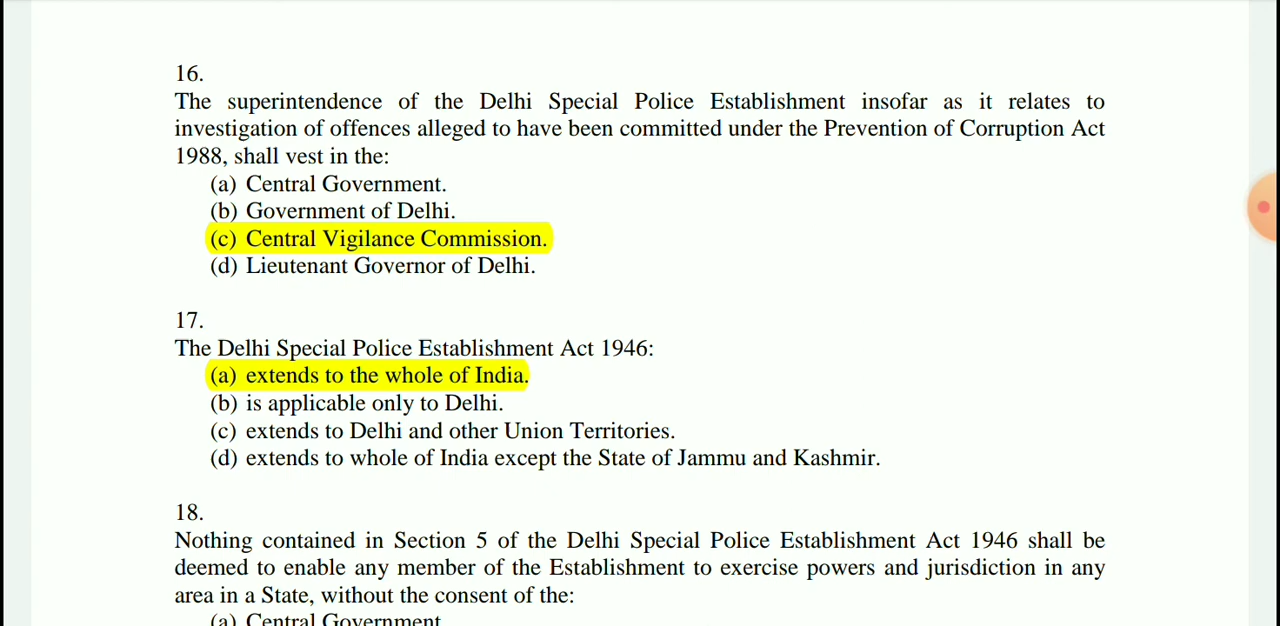 16.
The superintendence of the Delhi Special Police Establishment insofar as it relates to
investigation of offences alleged to have been committed under the Prevention of Corruption Act
1988, shall vest in the:
(a) Central Government.
(b) Government of Delhi.
(c) Central Vigilance Commission.
(d) Lieutenant Governor of Delhi.
17.
The Delhi Special Police Establishment Act 1946:
(a) extends to the whole of India.
(b) is applicable only to Delhi.
(c) extends to Delhi and other Union Territories.
(d) extends to whole of India except the State of Jammu and Kashmir.
18.
Nothing contained in Section 5 of the Delhi Special Police Establishment Act 1946 shall be
deemed to enable any member of the Establishment to exercise powers and jurisdiction in any
area in a State, without the consent of the:
(a) Central Government